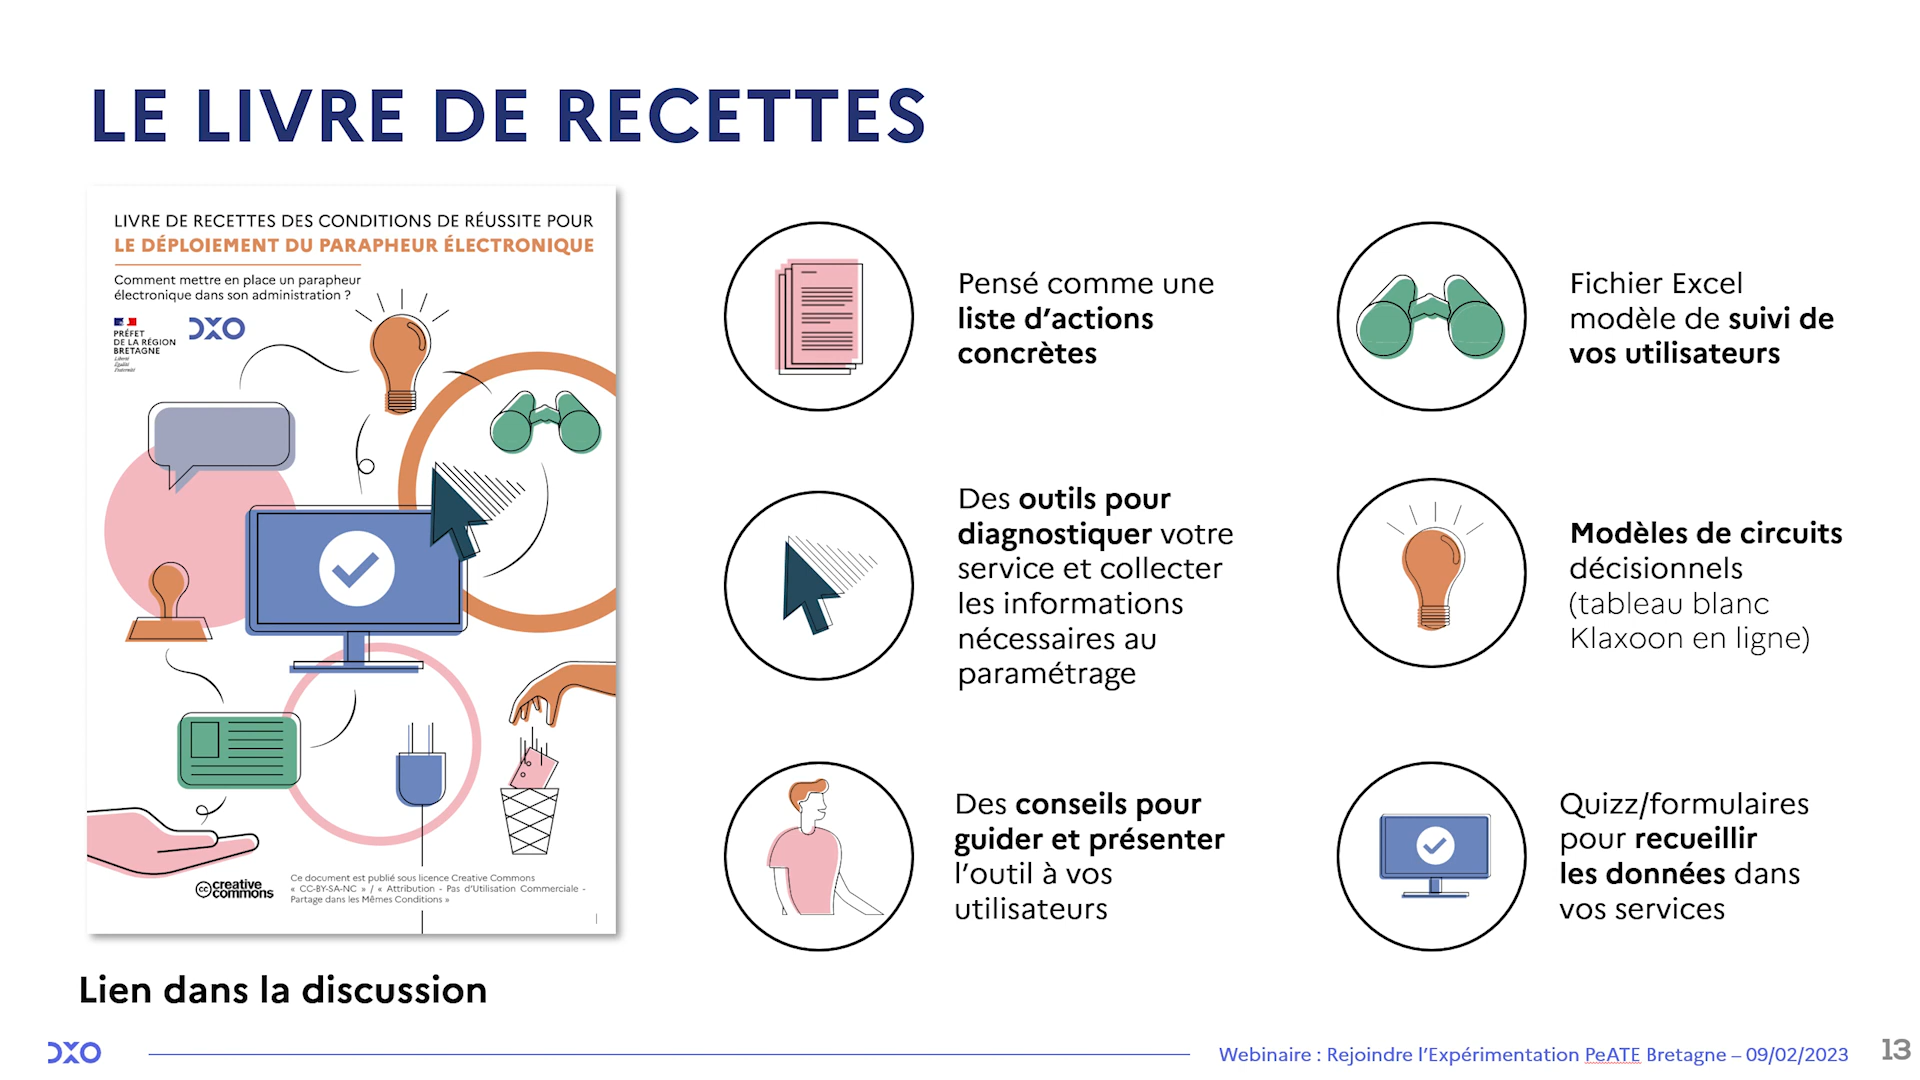 LE LIVRE DE RECETTES
LIVRE DE RECETTES DES CONDITIONS DE RÉUSSITE POUR
LE DÉPLOIEMENT DU PARAPHEUR ÉLECTRONIQUE
Comment mettre en place un parapheur
électronique dans son administration ?
PRÉFET
DE LA RÉGION
BRETAGNE
Liberté
Égalité
Fraternité
DXO
creative
commons
Ce document est publié sous licence Creative Commons
« CC-BY-SA-NC » / « Attribution - Pas d'Utilisation Commerciale -
Partage dans les Mêmes Conditions »
Lien dans la discussion
Pensé comme une
liste d'actions
concrètes
Des outils pour
diagnostiquer votre
service et collecter
les informations
nécessaires au
paramétrage
Des conseils pour
guider et présenter
l'outil à vos
utilisateurs
Fichier Excel
modèle de suivi de
vos utilisateurs
Modèles de circuits
décisionnels
(tableau blanc
Klaxoon en ligne)
Quizz/formulaires
pour recueillir
les données dans
vos services
DXO
Webinaire : Rejoindre l'Expérimentation PeATE Bretagne – 09/02/2023
13